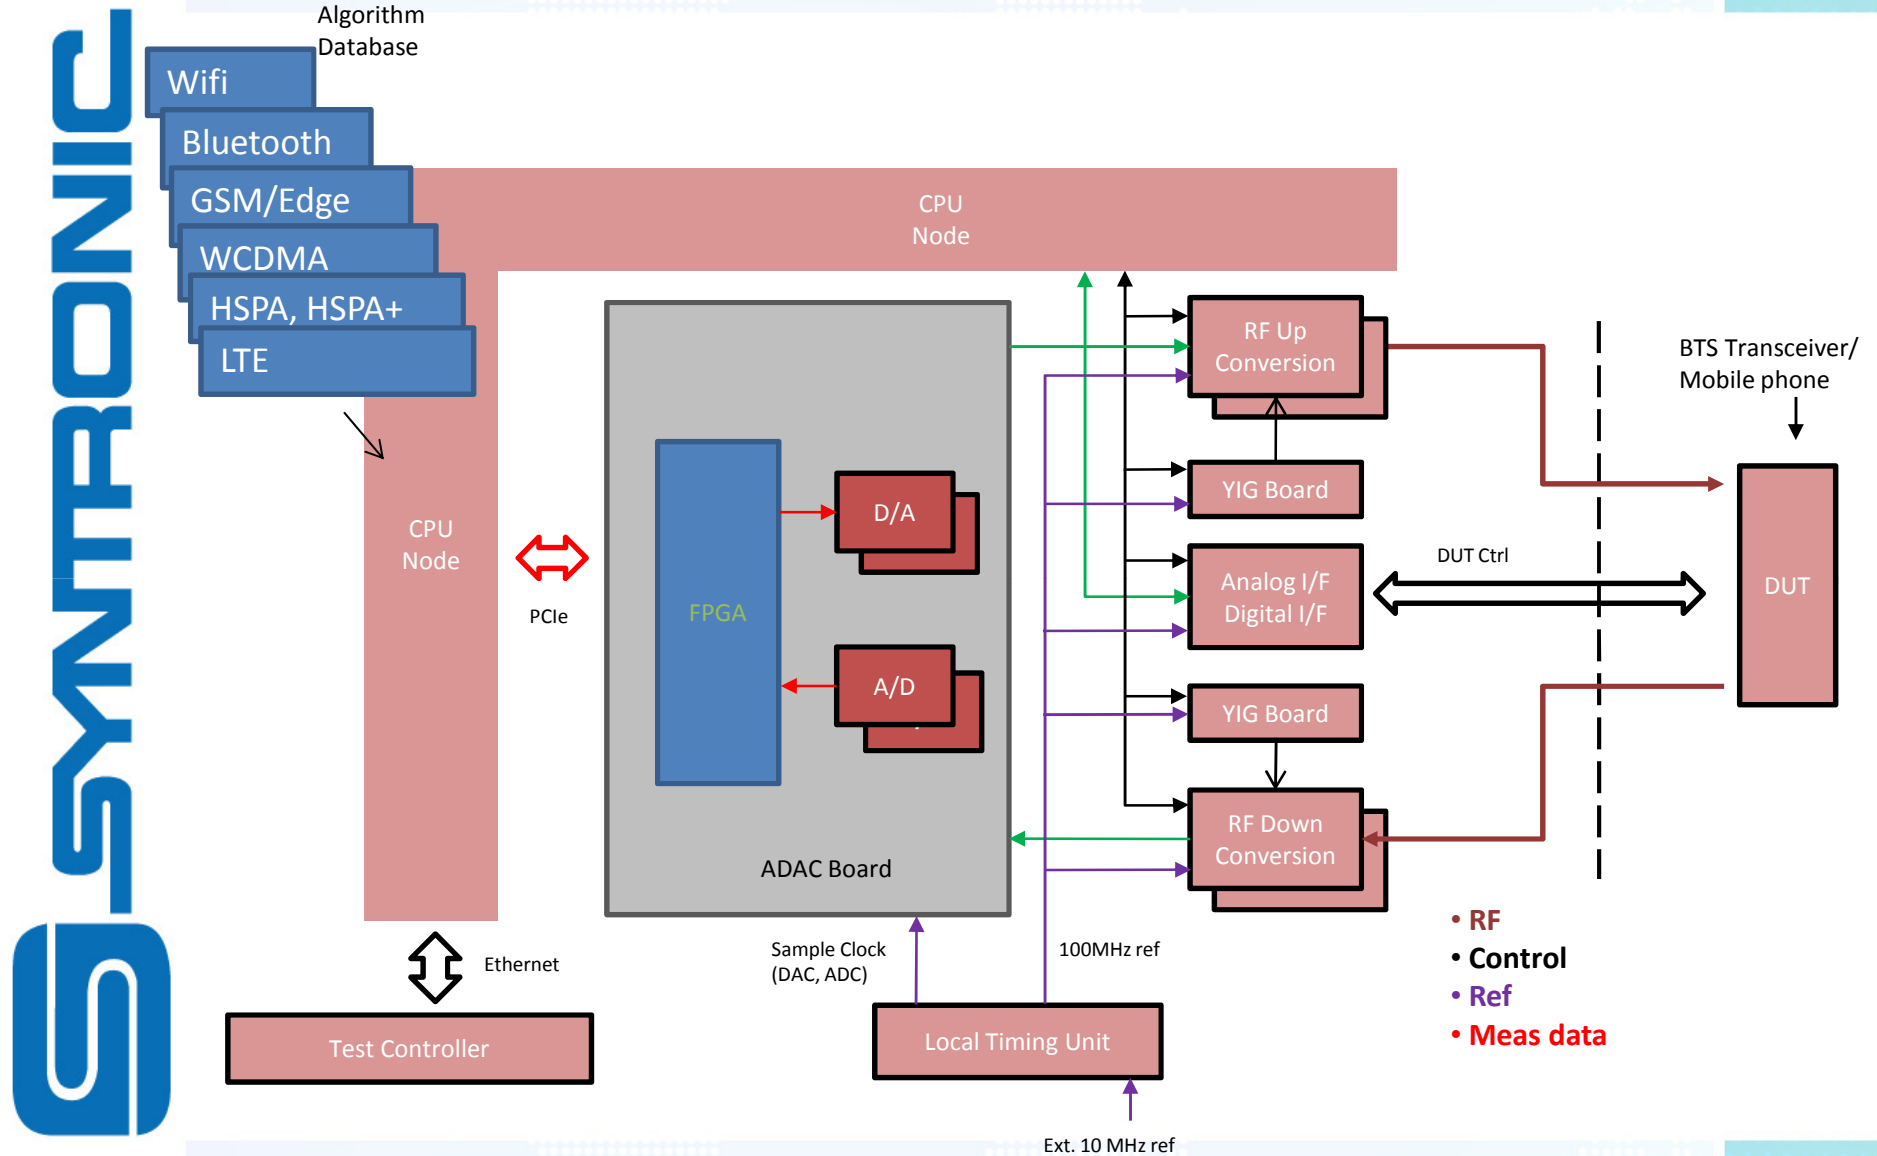 SYNTRONIC
Algorithm
Database
Wifi
Bluetooth
GSM/Edge
WCDMA
HSPA, HSPA+
LTE
CPU
Node
CPU
Node
PCIe
FPGA
D/A
A/D
ADAC Board
RF Up
Conversion
YIG Board
Analog I/F
Digital I/F
YIG Board
RF Down
Conversion
DUT Ctrl
BTS Transceiver/
Mobile phone
DUT
Ethernet
Test Controller
Sample Clock
(DAC, ADC)
100MHz ref
Local Timing Unit
Ext. 10 MHz ref
• RF
• Control
• Ref
• Meas data